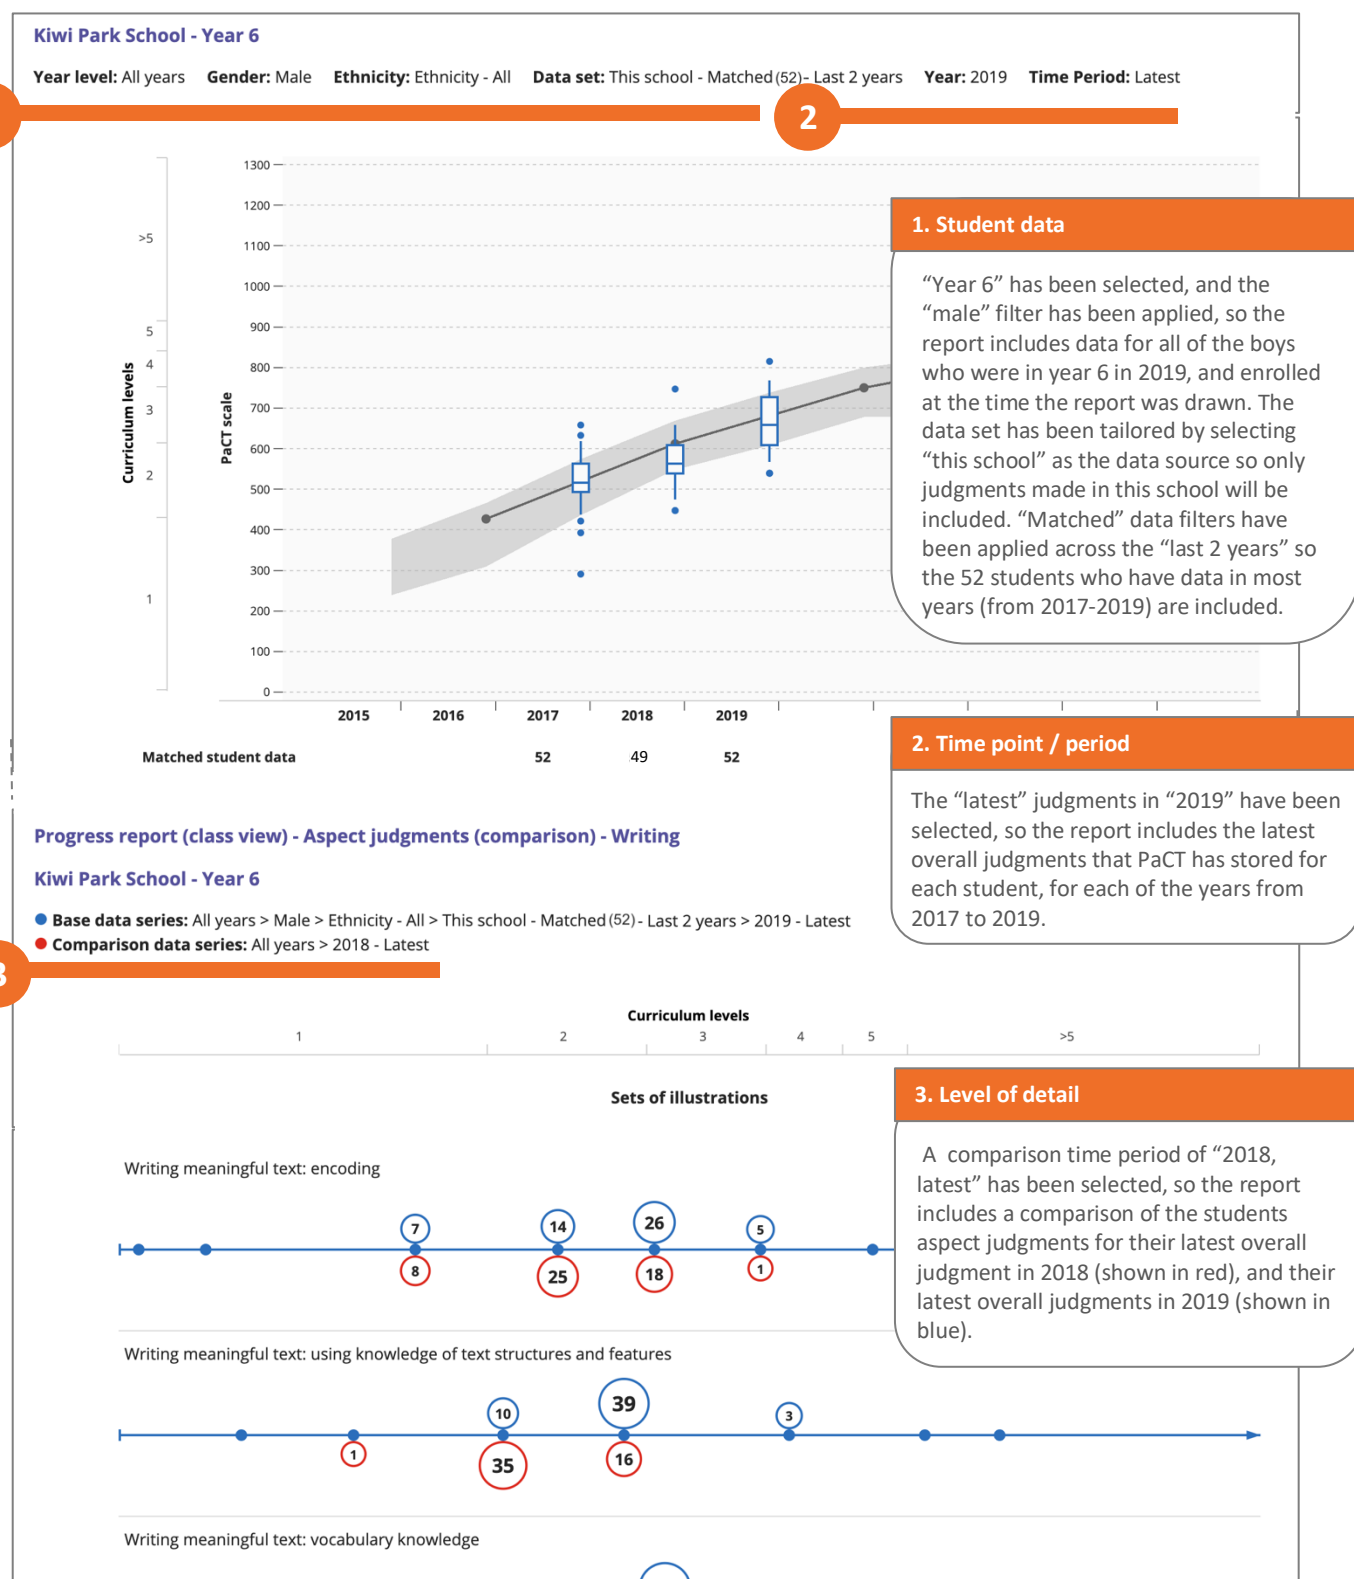 Kiwi Park School - Year 6
Year level: All years Gender: Male Ethnicity: Ethnicity - All Data set: This school - Matched (52)- Last 2 years Year: 2019 Time Period: Latest
2
1300
1200
1100
1000
900
800
700
600
500
400
300
200
100
0
>5
5
4
3
2
1
Curriculum levels
PaCT scale
2015 2016 2017 2018 2019
Matched student data 52 49 52
1. Student data
“Year 6” has been selected, and the
“male” filter has been applied, so the
report includes data for all of the boys
who were in year 6 in 2019, and enrolled
at the time the report was drawn. The
data set has been tailored by selecting
“this school” as the data source so only
judgments made in this school will be
included. “Matched” data filters have
been applied across the “last 2 years” so
the 52 students who have data in most
years (from 2017-2019) are included.
2. Time point / period
The “latest” judgments in “2019” have been
selected, so the report includes the latest
overall judgments that PaCT has stored for
each student, for each of the years from
2017 to 2019.
Progress report (class view) - Aspect judgments (comparison) - Writing
Kiwi Park School - Year 6
Base data series: All years > Male > Ethnicity - All > This school - Matched (52) - Last 2 years > 2019 - Latest
Comparison data series: All years > 2018 - Latest
3
Curriculum levels
1 2 3 4 5 >5
Sets of illustrations
3. Level of detail
A comparison time period of “2018,
latest” has been selected, so the report
includes a comparison of the students
aspect judgments for their latest overall
judgment in 2018 (shown in red), and their
latest overall judgments in 2019 (shown in
blue).
Writing meaningful text: encoding
7 14 26 5
8 25 18 1
Writing meaningful text: using knowledge of text structures and features
10 39 3
1 35 16
Writing meaningful text: vocabulary knowledge